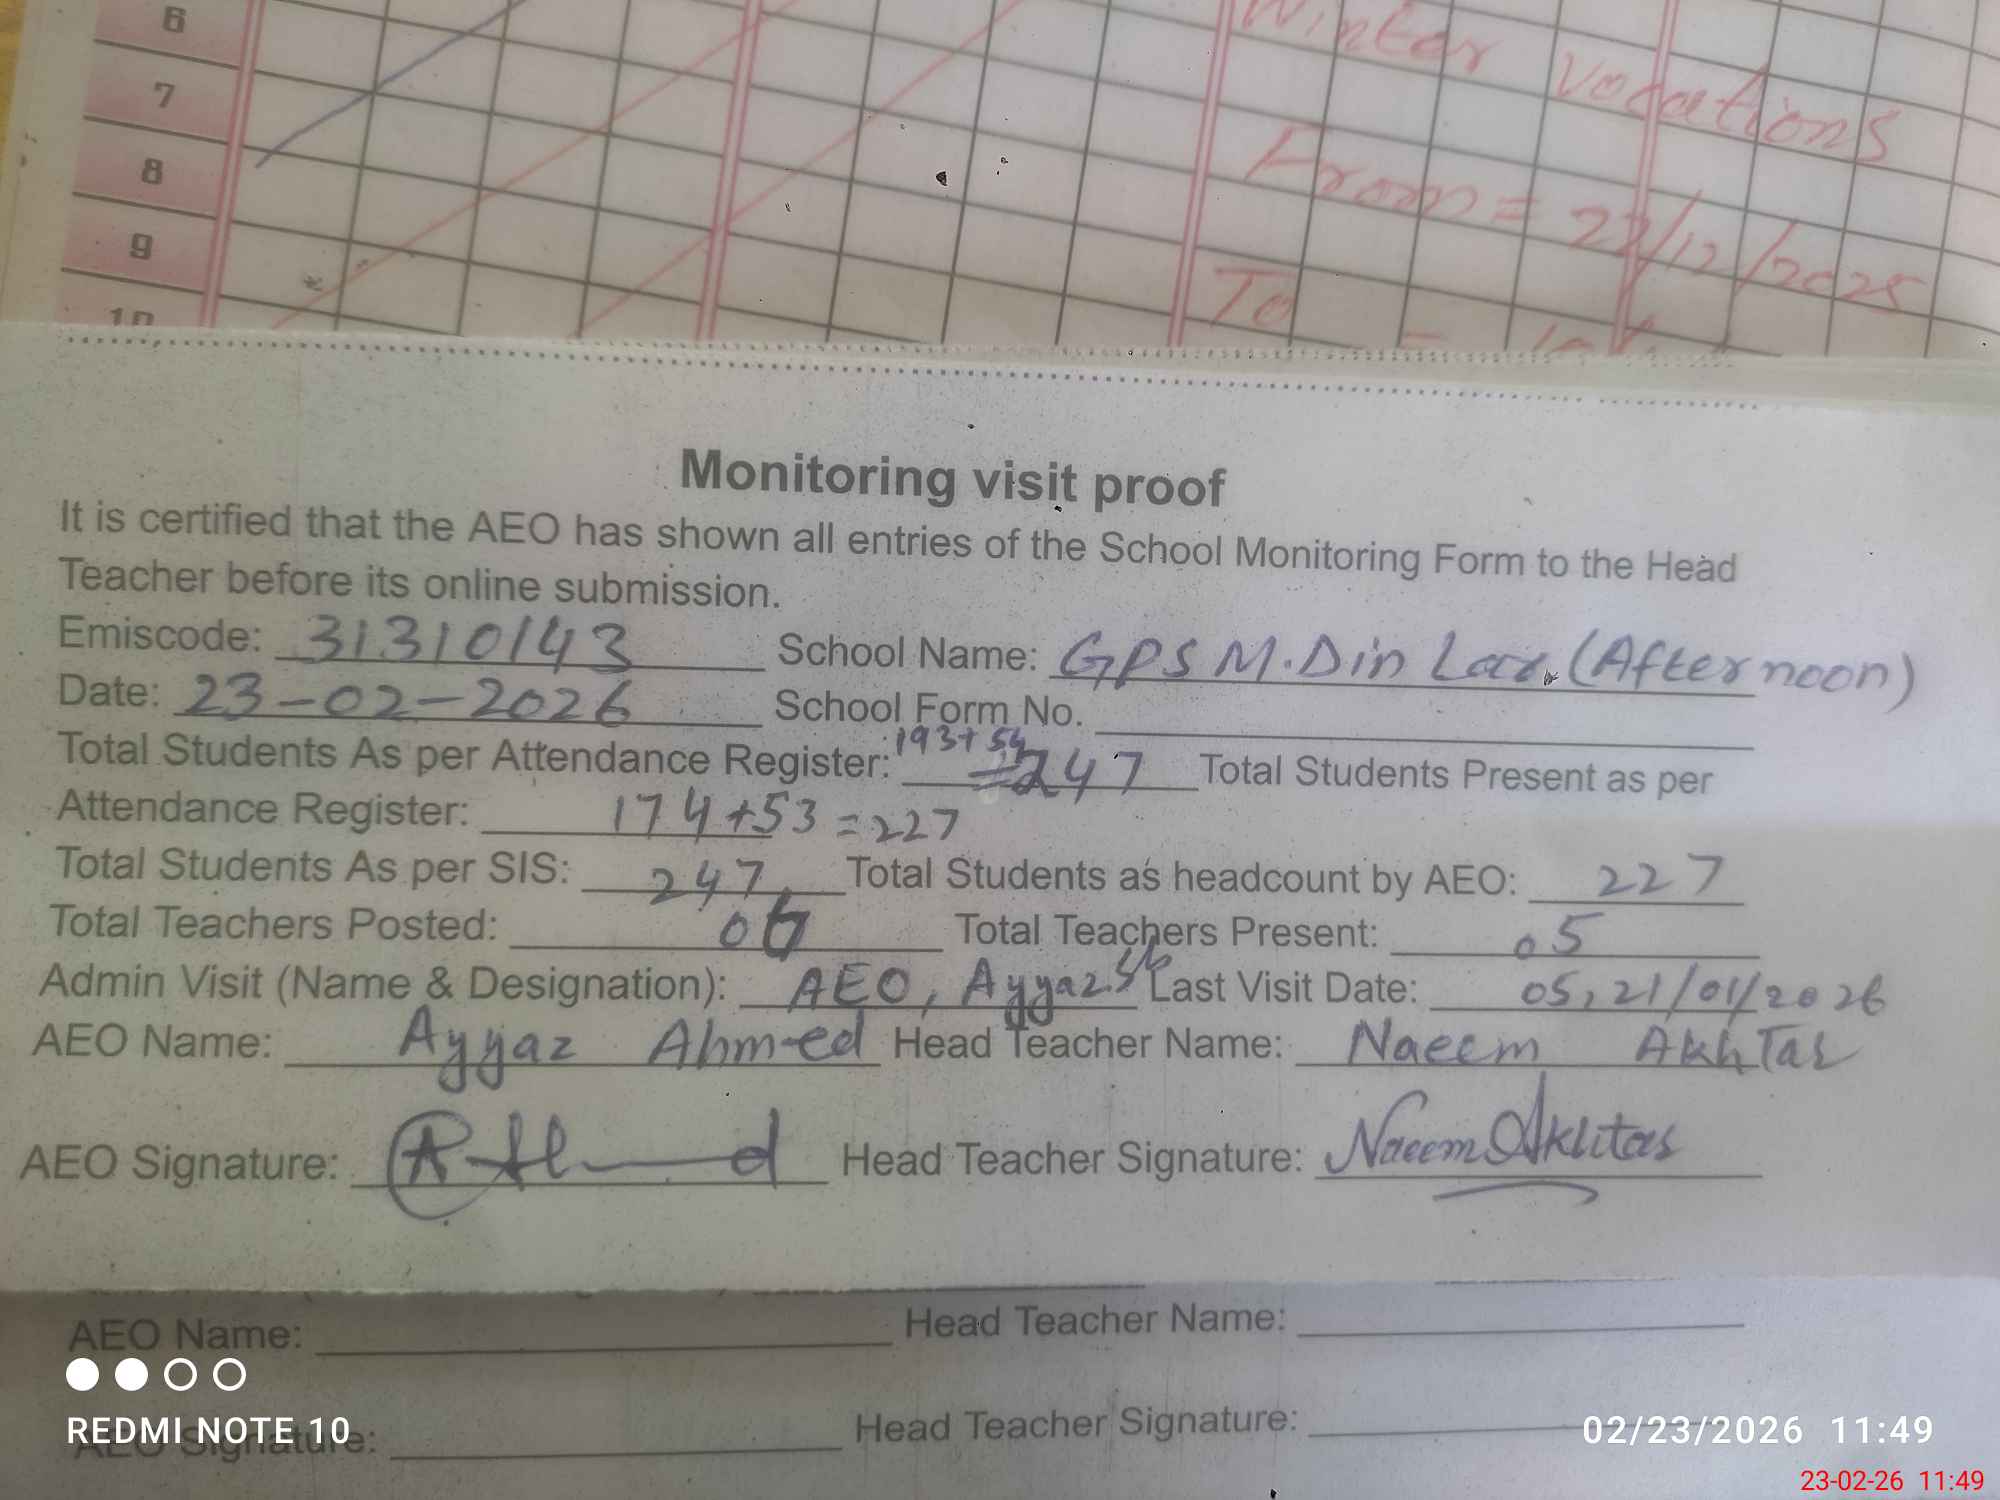 6
7
8
9
10
Winter Vocations
From = 22/12/2025
To =
Monitoring visit proof
It is certified that the AEO has shown all entries of the School Monitoring Form to the Head
Teacher before its online submission.
Emiscode: 31310143 School Name: GPS M.Din Laar (Afternoon)
Date: 23-02-2026 School Form No.
Total Students As per Attendance Register: 193+54 =247 Total Students Present as per
Attendance Register: 174+53=227
Total Students As per SIS: 247 Total Students as headcount by AEO: 227
Total Teachers Posted: 06 Total Teachers Present: 05
Admin Visit (Name & Designation): AEO, Ayyaz Sb Last Visit Date: 05, 21/01/2026
AEO Name: Ayyaz Ahmed Head Teacher Name: Naeem Akhtar
AEO Signature: Head Teacher Signature: Naeem Akhtar
AEO Name: Head Teacher Name:
AEO Signature: Head Teacher Signature:
REDMI NOTE 10
02/23/2026 11:49
23-02-26 11:49